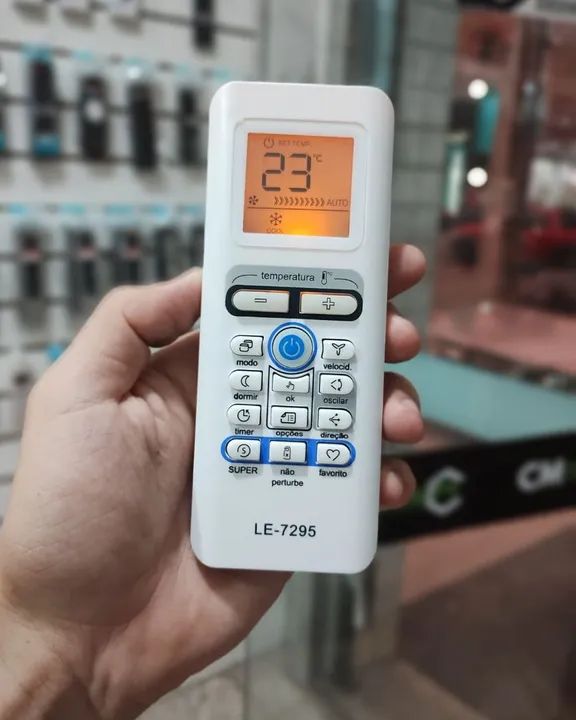 SET TEMP.
23°C
AUTO
COOL
temperatura °C
− +
modo velocid.
dormir ok oscilar
timer opções direção
SUPER não perturbe favorito
LE-7295
C CM